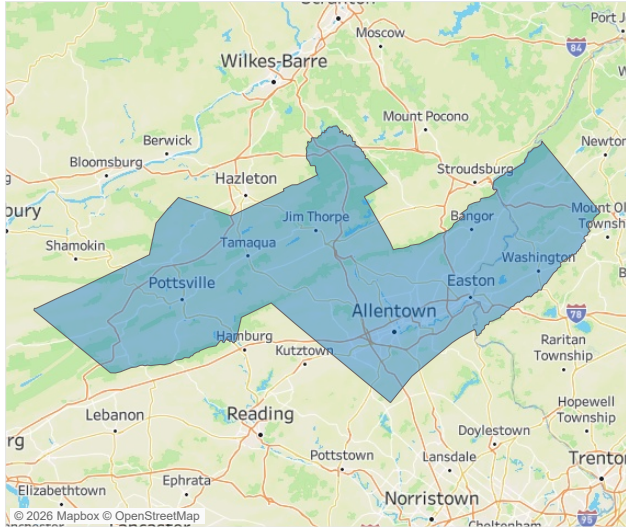 Scranton
Moscow
Port J
84
Wilkes-Barre
Mount Pocono
Berwick
Newton
Bloomsburg
Stroudsburg
Hazleton
g
bury
Jim Thorpe
Bangor
Mount Ol
Townsh
Shamokin
Tamaqua
Washington
B
Pottsville
Easton
Allentown
78
Hamburg
Raritan
Township
Kutztown
Lebanon
Reading
Hopewell
Township
rg
Doylestown
Pottstown
Lansdale
Trento
Ephrata
Elizabethtown
Norristown
95
© 2026 Mapbox © OpenStreetMap
Lancaster
Cheltenham